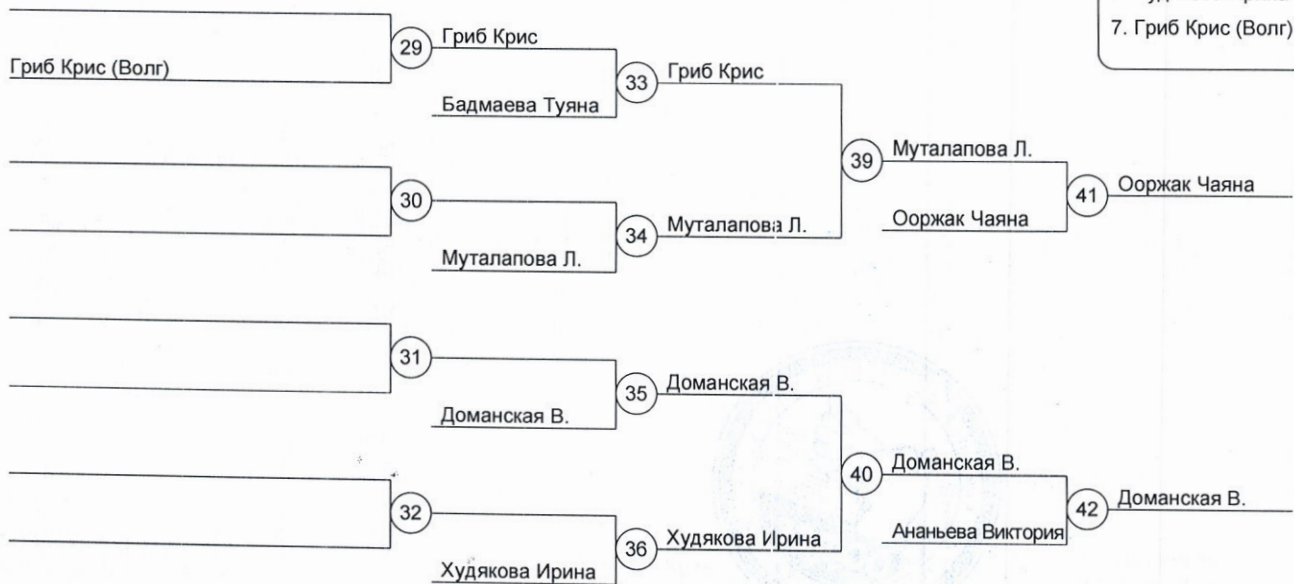 7. Гриб Крис (Волг)
29 Гриб Крис
Гриб Крис (Волг)
33 Гриб Крис
Бадмаева Туяна
39 Муталапова Л.
30
41 Ооржак Чаяна
34 Муталапова Л.
Ооржак Чаяна
Муталапова Л.
31
35 Доманская В.
Доманская В.
40 Доманская В.
32
42 Доманская В.
36 Худякова Ирина
Ананьева Виктория
Худякова Ирина